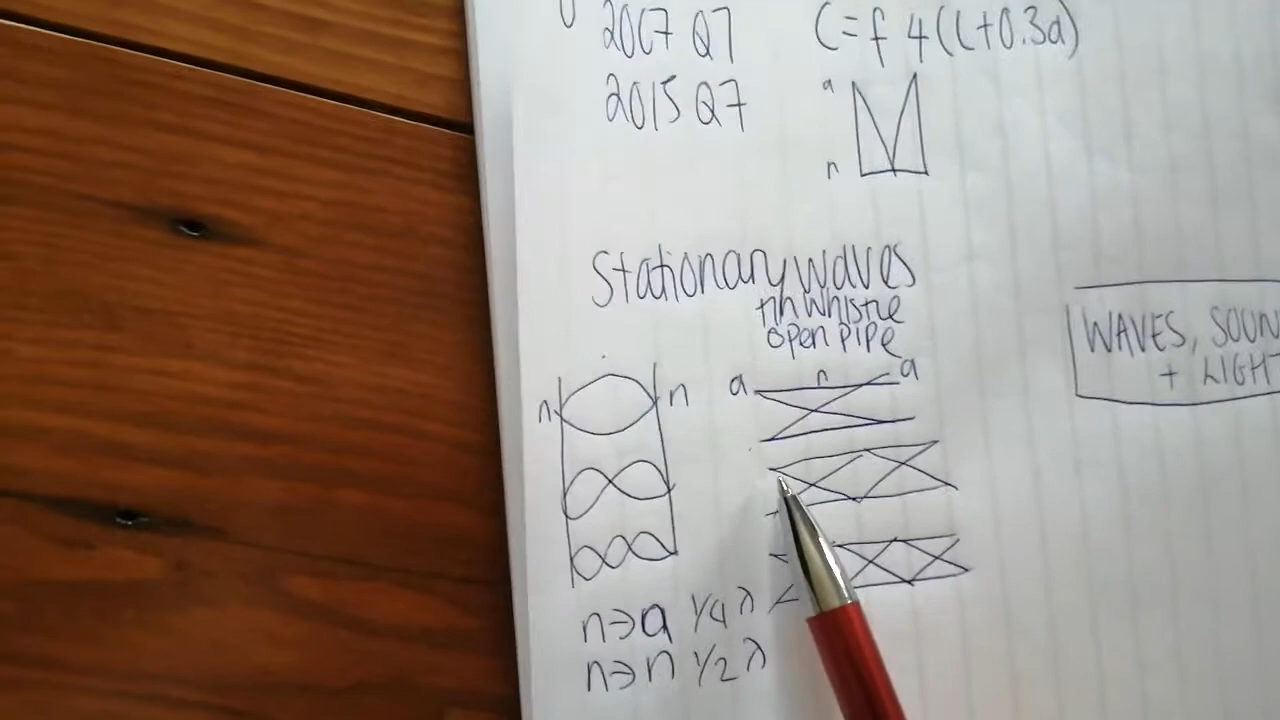 2007 Q7
C=f 4(l+0.3d)
2015 Q7
a
n
Stationary waves
tin whistle
open pipe
n n
a n a
n→a 1/4 λ
n→n 1/2 λ
WAVES, SOUN
+ LIGHT